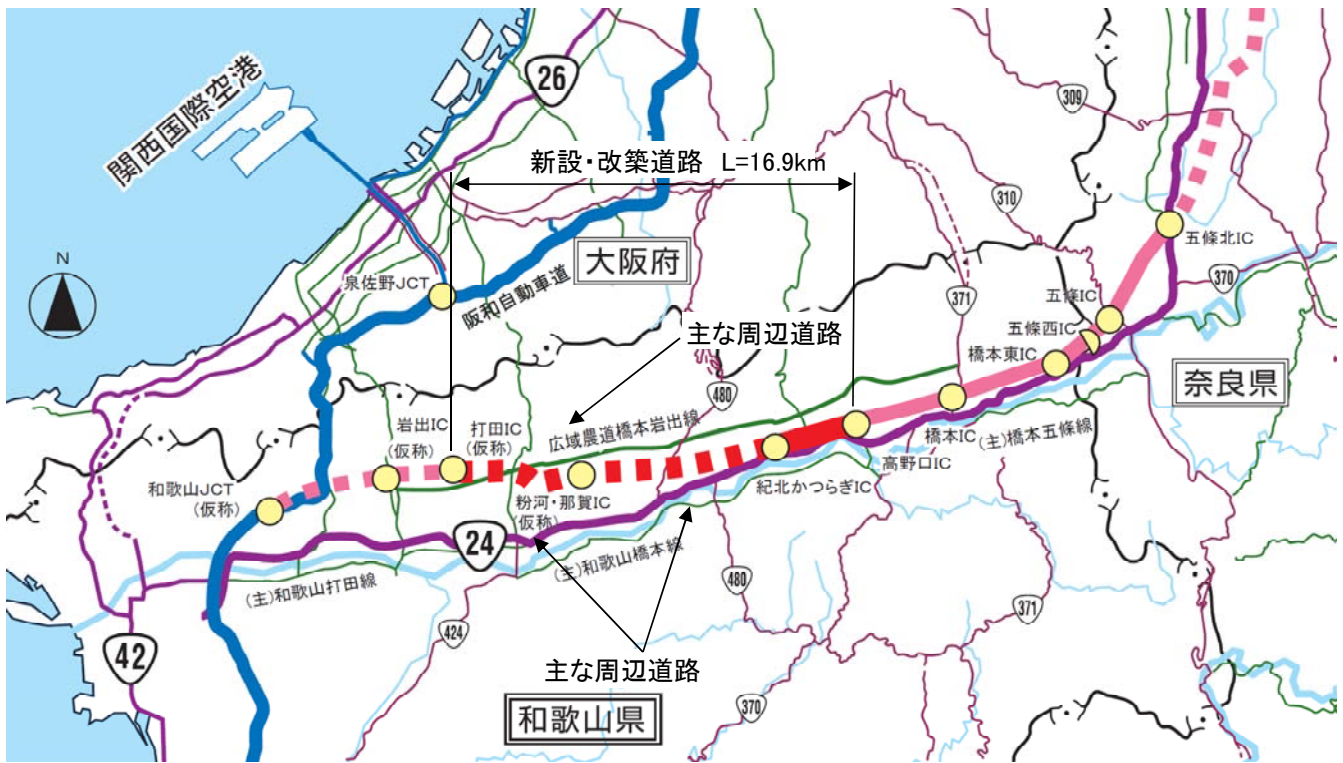 関西国際空港
26
新設・改築道路 L=16.9km
309
310
N
大阪府
五條北IC
泉佐野JCT
阪和自動車道
371
370
五條IC
主な周辺道路
五條西IC
橋本東IC
480
奈良県
岩出IC
(仮称)
打田IC
(仮称)
広域農道橋本岩出線
橋本IC
(主)橋本五條線
高野口IC
和歌山JCT
(仮称)
粉河・那賀IC
(仮称)
紀北かつらぎIC
24
(主)和歌山橋本線
(主)和歌山打田線
480
371
424
42
主な周辺道路
和歌山県
370